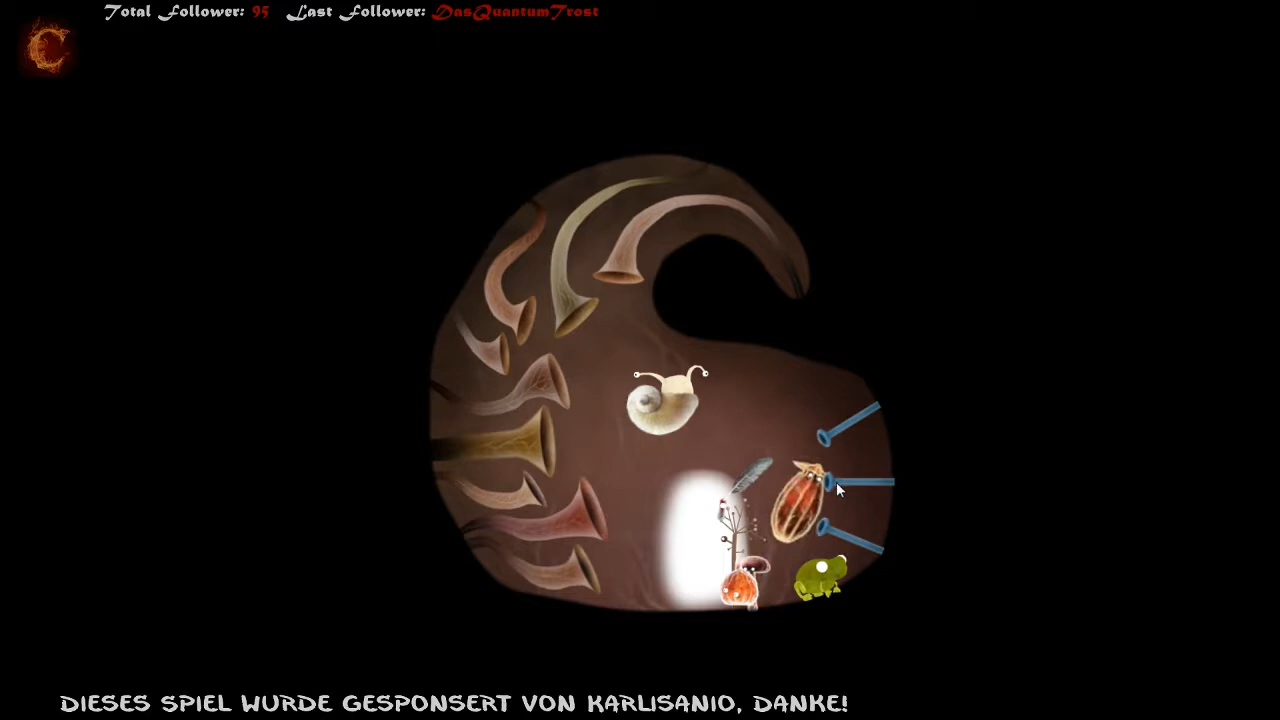 Total Follower: 95 Last Follower: DasQuantumTrost
C
DIESES SPIEL WURDE GESPONSERT VON KARLISANIO, DANKE!